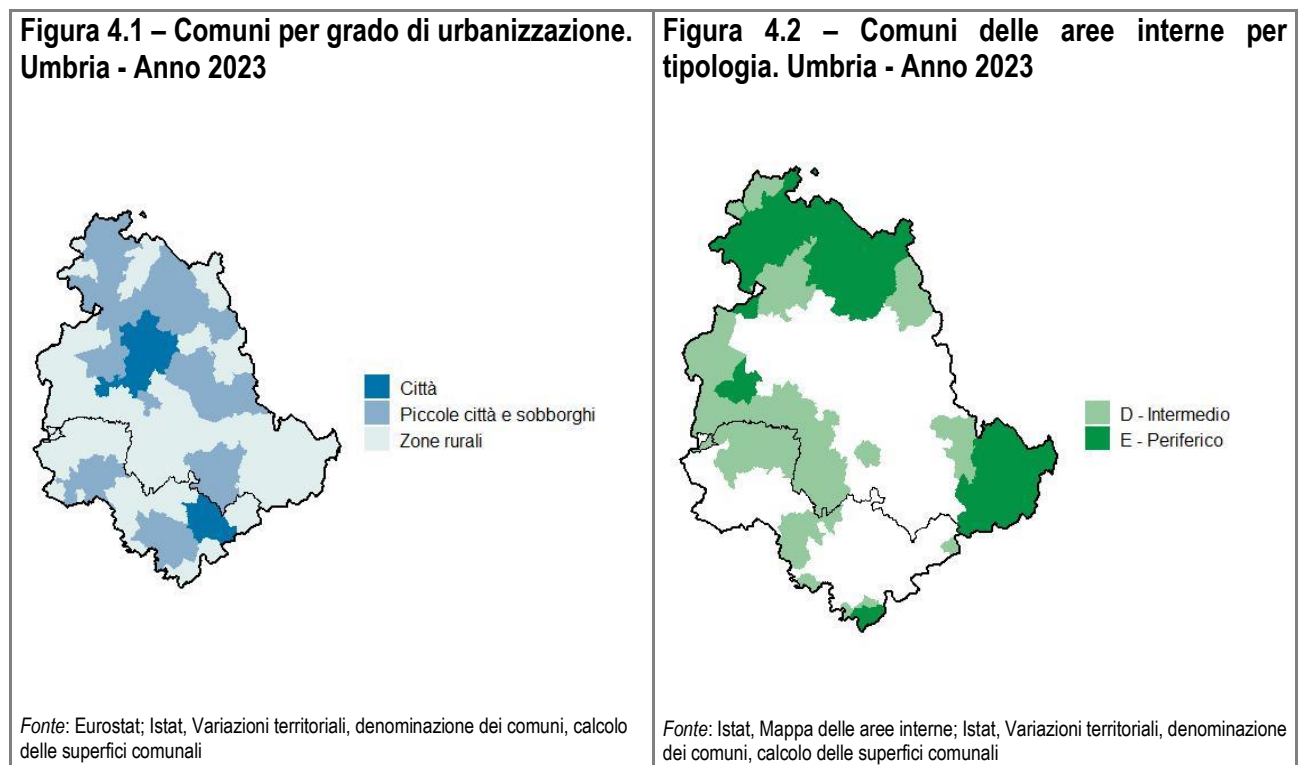 Figura 4.1 – Comuni per grado di urbanizzazione.
Umbria - Anno 2023
Città
Piccole città e sobborghi
Zone rurali
Fonte: Eurostat; Istat, Variazioni territoriali, denominazione dei comuni, calcolo
delle superfici comunali
Figura 4.2 – Comuni delle aree interne per
tipologia. Umbria - Anno 2023
D - Intermedio
E - Periferico
Fonte: Istat, Mappa delle aree interne; Istat, Variazioni territoriali, denominazione
dei comuni, calcolo delle superfici comunali